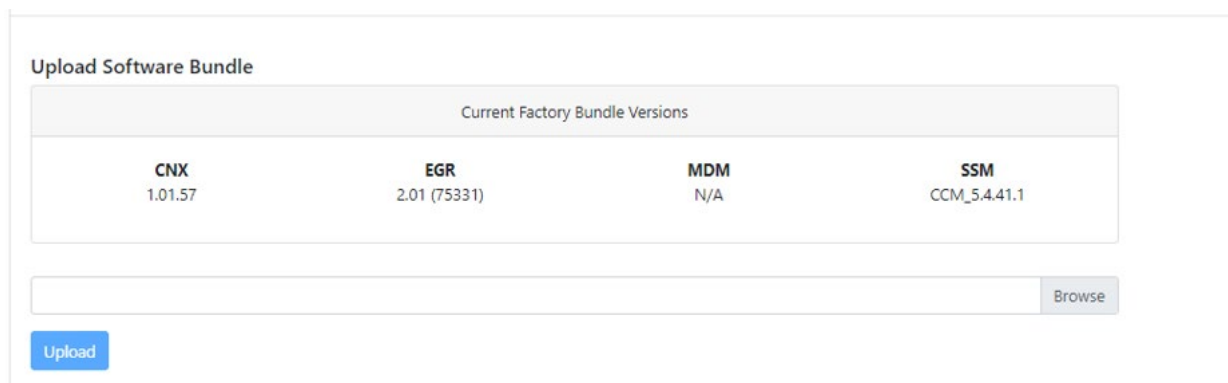 Upload Software Bundle
Current Factory Bundle Versions
CNX EGR MDM SSM
1.01.57 2.01 (75331) N/A CCM_5.4.41.1
Browse
Upload